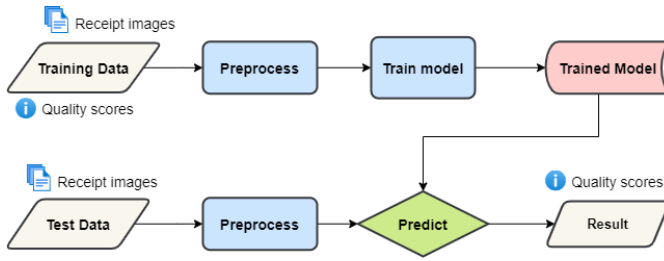 Receipt images
Training Data
Preprocess
Train model
Trained Model
Quality scores
Receipt images
Quality scores
Test Data
Preprocess
Predict
Result